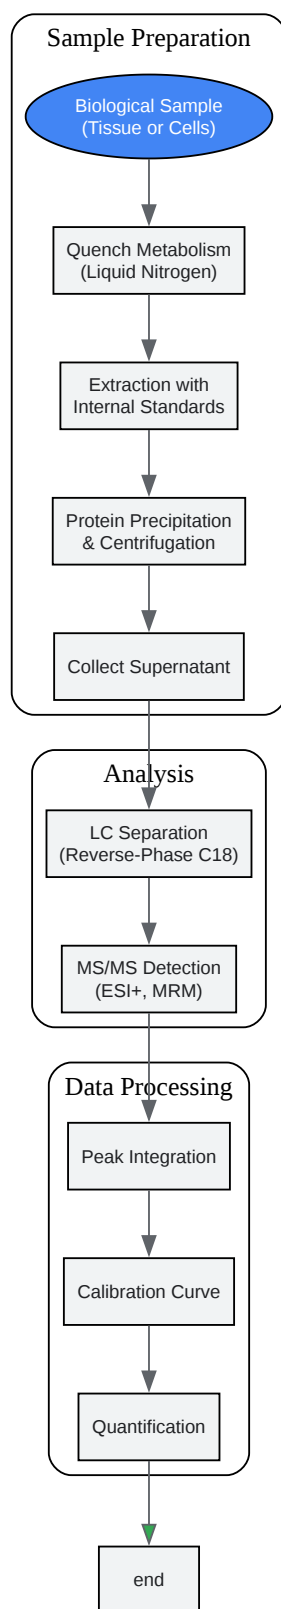 Sample Preparation
Biological Sample
(Tissue or Cells)
Quench Metabolism
(Liquid Nitrogen)
Extraction with
Internal Standards
Protein Precipitation
& Centrifugation
Collect Supernatant
Analysis
LC Separation
(Reverse-Phase C18)
MS/MS Detection
(ESI+, MRM)
Data Processing
Peak Integration
Calibration Curve
Quantification
end